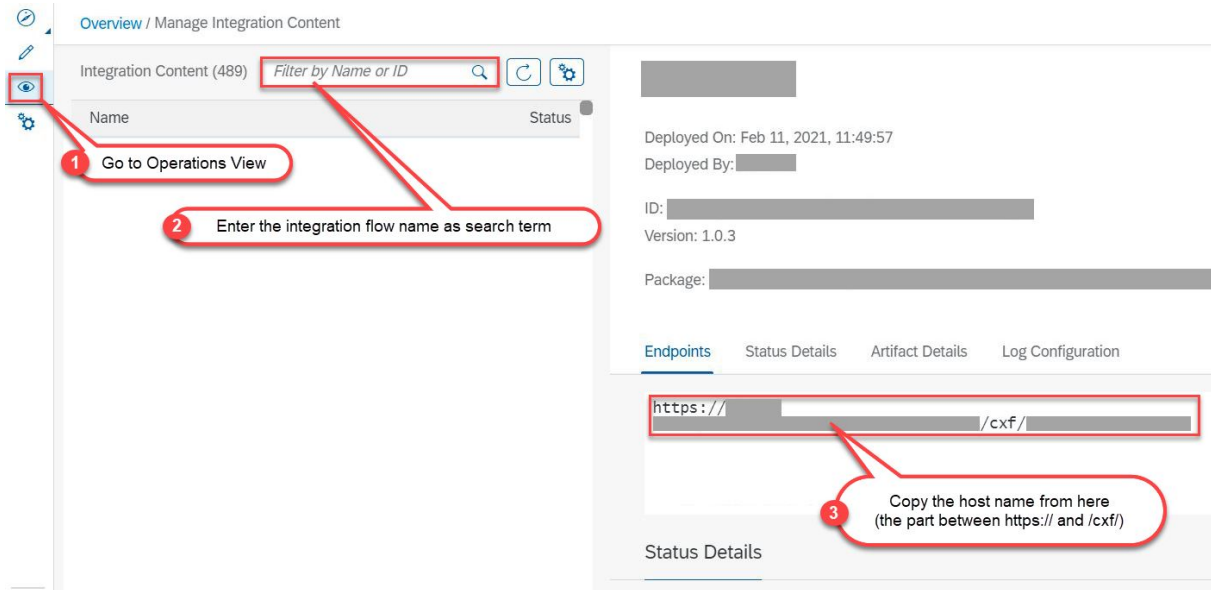 Overview / Manage Integration Content
Integration Content (489) Filter by Name or ID
Name Status
1 Go to Operations View
2 Enter the integration flow name as search term
Deployed On: Feb 11, 2021, 11:49:57
Deployed By:
ID:
Version: 1.0.3
Package:
Endpoints Status Details Artifact Details Log Configuration
https://
/cxf/
3 Copy the host name from here
(the part between https:// and /cxf/)
Status Details